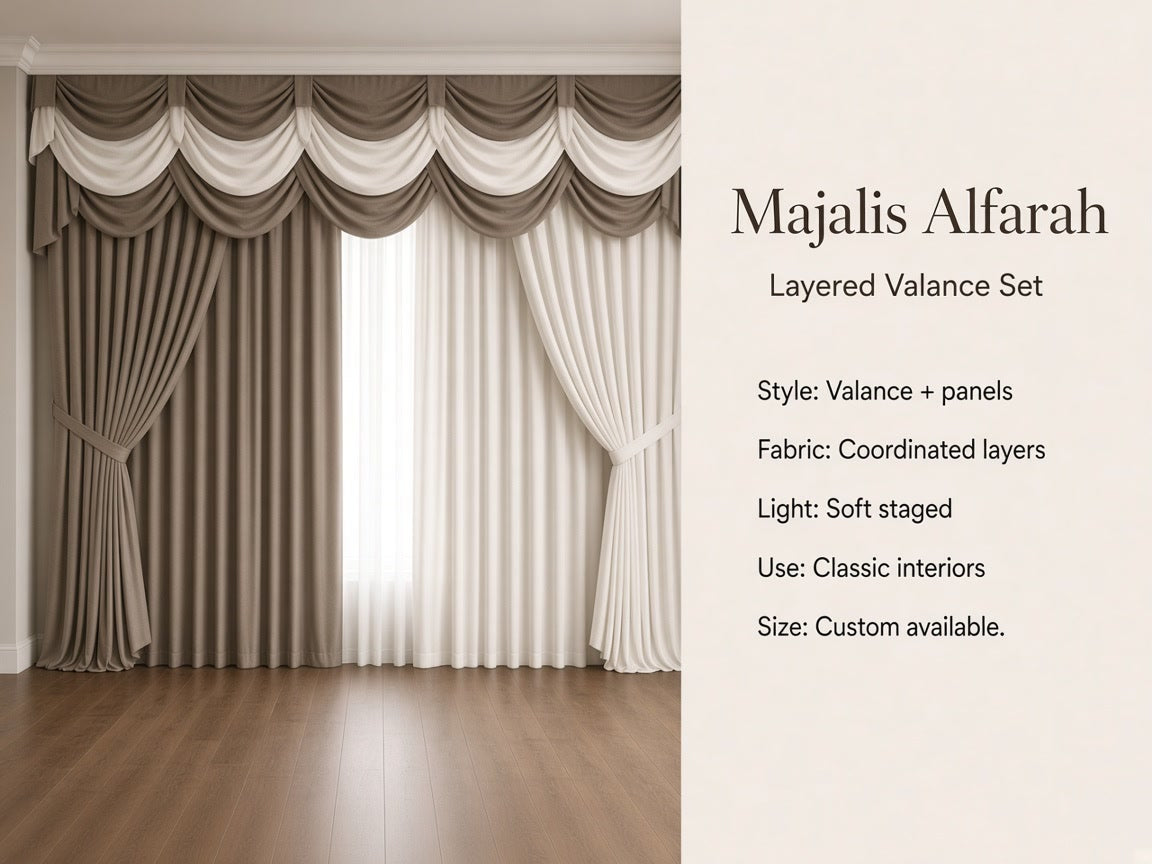 Majalis Alfarah
Layered Valance Set
Style: Valance + panels
Fabric: Coordinated layers
Light: Soft staged
Use: Classic interiors
Size: Custom available.